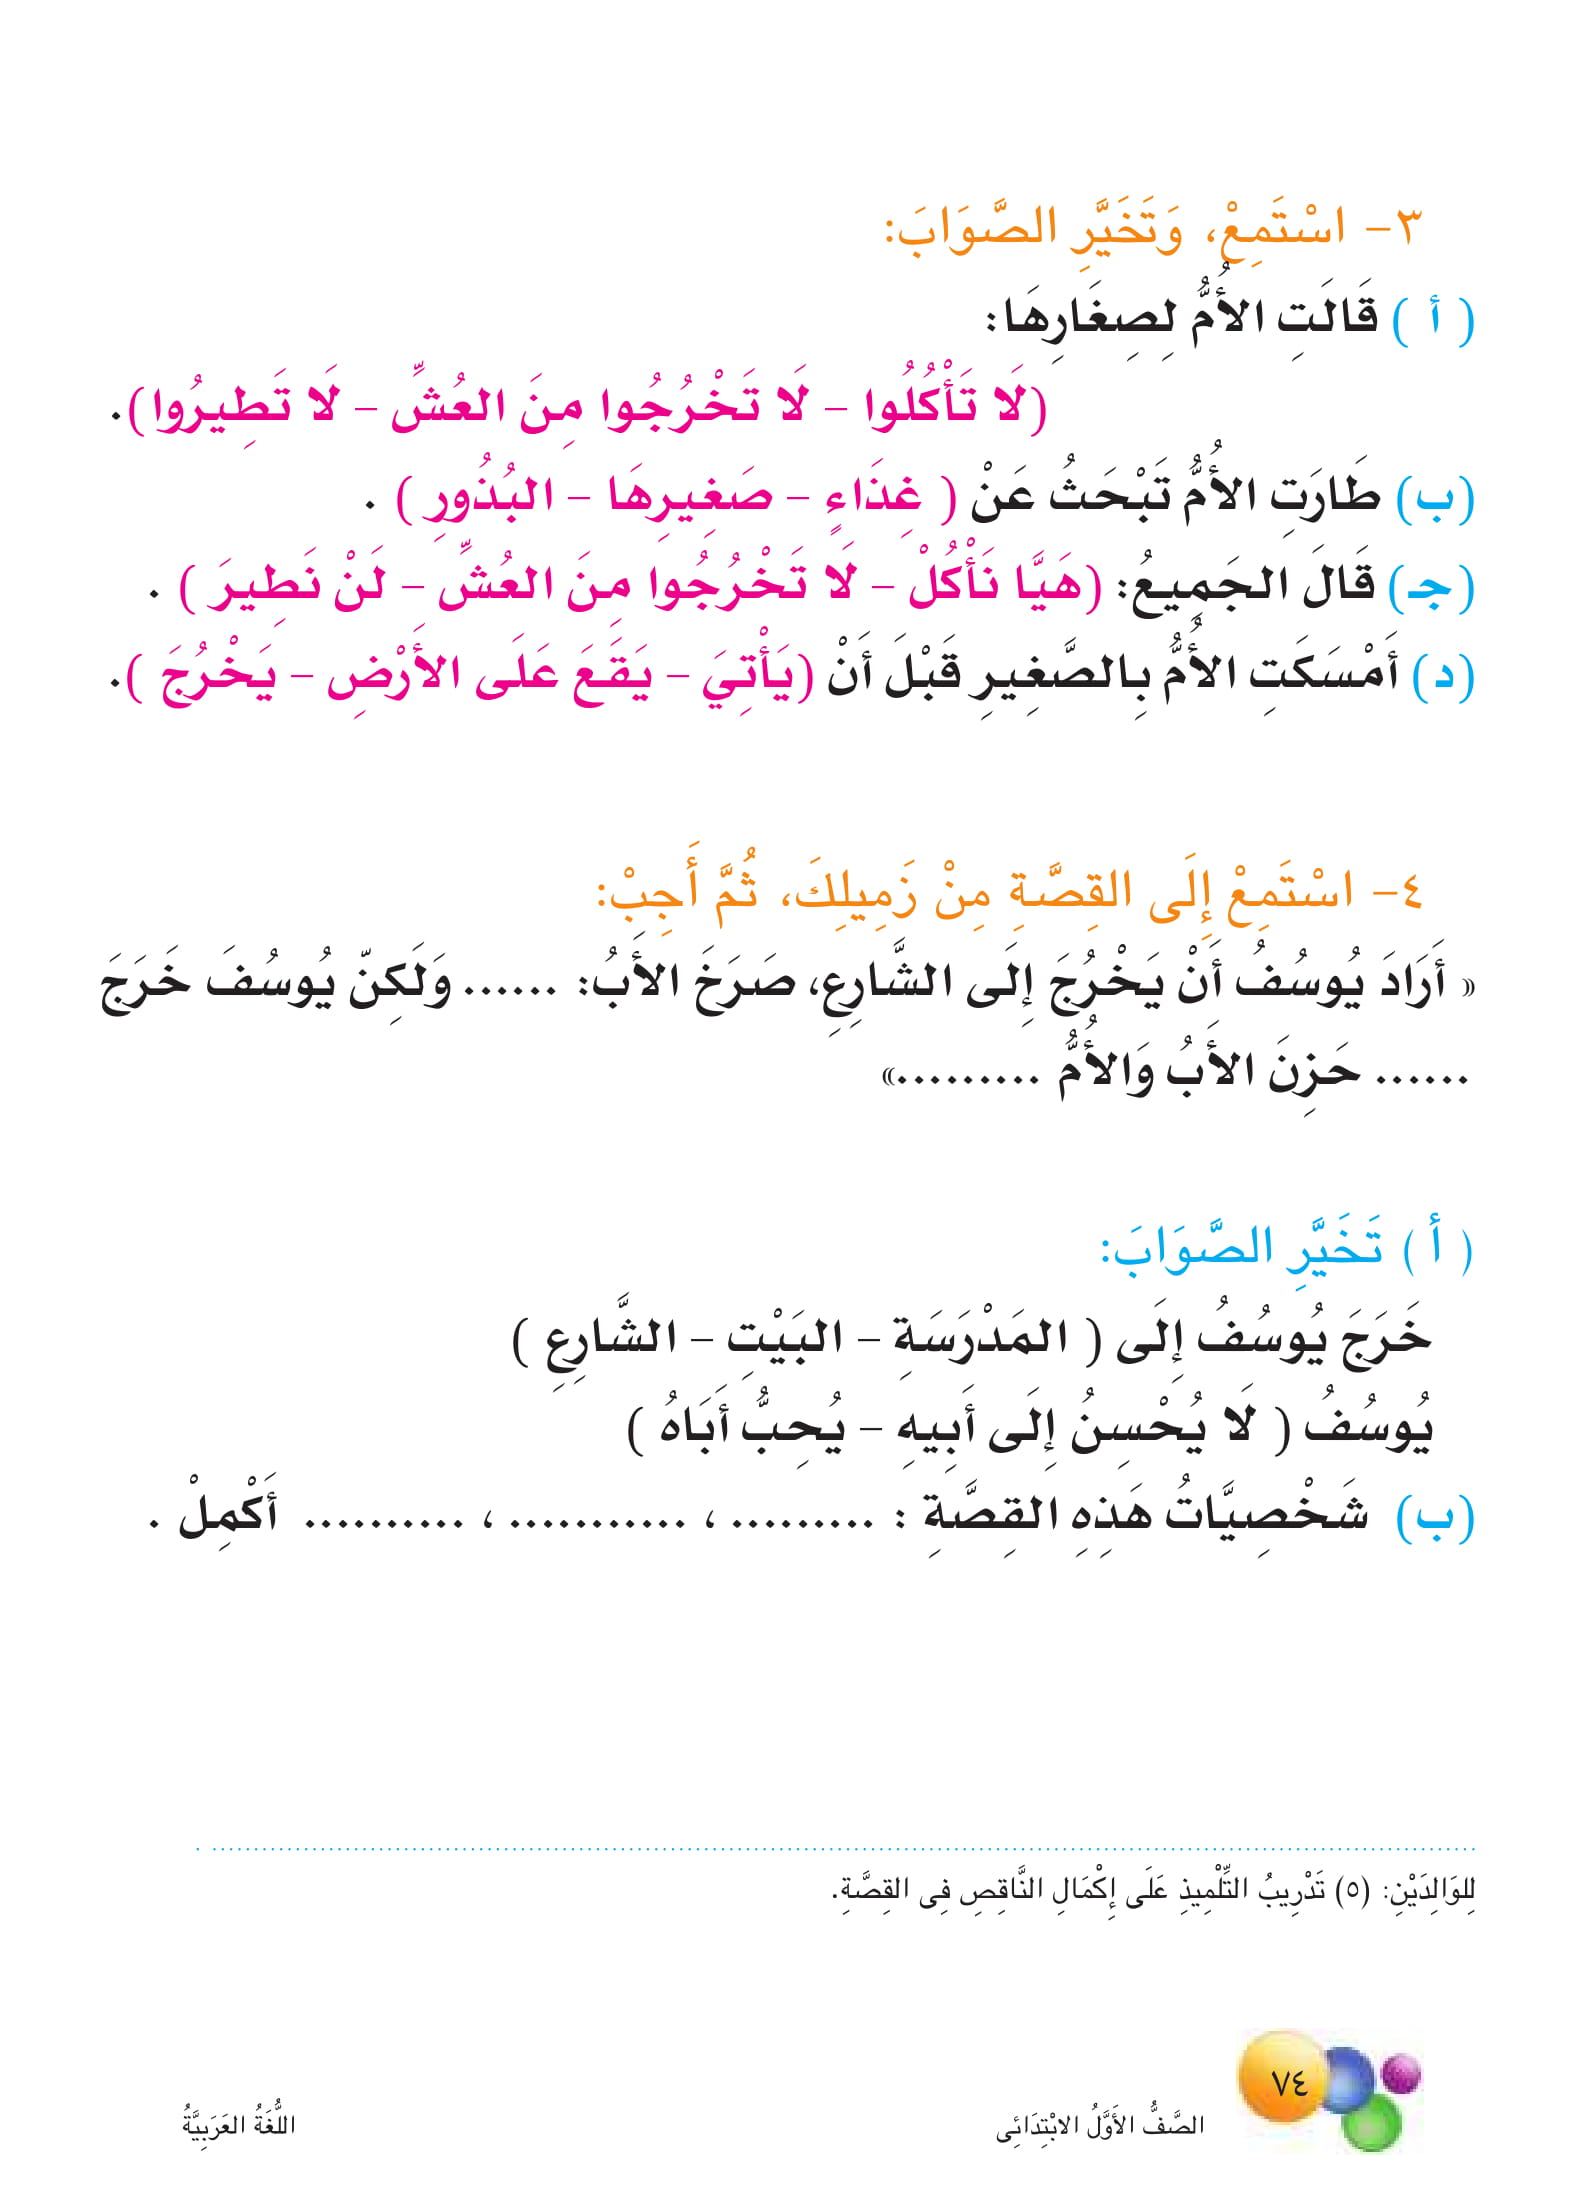 ٣- اسْتَمِعْ، وَتَخَيَّرِ الصَّوَابَ:
( أ ) قَالَتِ الأُمُّ لِصِغَارِهَا:
(لَا تَأْكُلُوا – لَا تَخْرُجُوا مِنَ العُشِّ – لَا تَطِيرُوا).
(ب) طَارَتِ الأُمُّ تَبْحَثُ عَنْ ( غِذَاءٍ – صَغِيرِهَا – البُذُورِ ) .
(جـ) قَالَ الجَمِيعُ: (هَيَّا نَأْكُلْ – لَا تَخْرُجُوا مِنَ العُشِّ – لَنْ نَطِيرَ ) .
(د) أَمْسَكَتِ الأُمُّ بِالصَّغِيرِ قَبْلَ أَنْ (يَأْتِيَ – يَقَعَ عَلَى الأَرْضِ – يَخْرُجَ ).
٤- اسْتَمِعْ إِلَى القِصَّةِ مِنْ زَمِيلِكَ، ثُمَّ أَجِبْ:
« أَرَادَ يُوسُفُ أَنْ يَخْرُجَ إِلَى الشَّارِعِ، صَرَخَ الأَبُ: ...... وَلَكِنّ يُوسُفَ خَرَجَ
...... حَزِنَ الأَبُ وَالأُمُّ .........»
( أ ) تَخَيَّرِ الصَّوَابَ:
خَرَجَ يُوسُفُ إِلَى ( المَدْرَسَةِ – البَيْتِ – الشَّارِعِ )
يُوسُفُ ( لَا يُحْسِنُ إِلَى أَبِيهِ – يُحِبُّ أَبَاهُ )
(ب) شَخْصِيَّاتُ هَذِهِ القِصَّةِ : ......... ، ........... ، .......... أَكْمِلْ .
لِلوَالِدَيْنِ: (٥) تَدْرِيبُ التِّلْمِيذِ عَلَى إِكْمَالِ النَّاقِصِ فِى القِصَّةِ.
٧٤
الصَّفُّ الأَوَّلُ الابْتِدَائِى
اللُّغَةُ العَرَبِيَّةُ